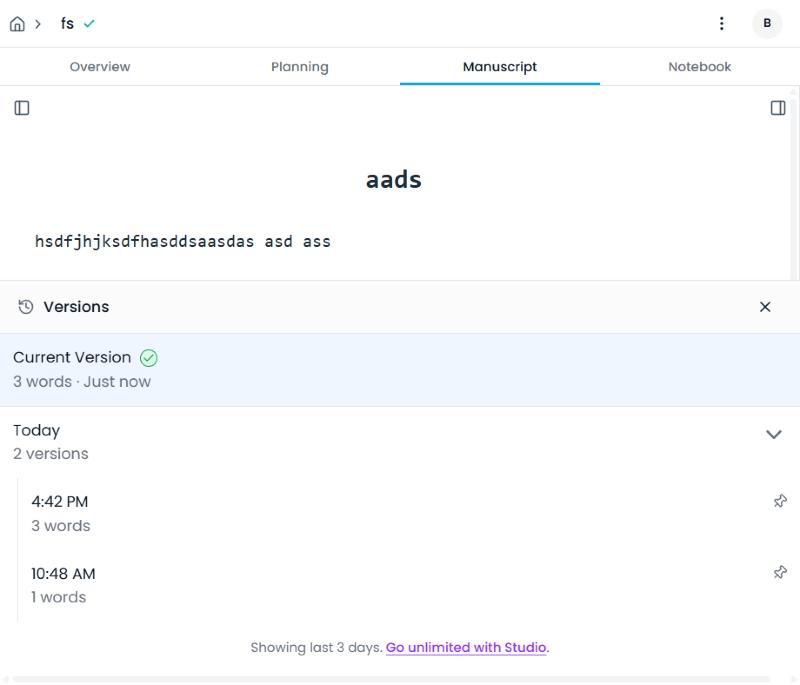 fs
B
Overview Planning Manuscript Notebook
aads
hsdfjhjksdfhasddsaasdas asd ass
Versions
Current Version
3 words · Just now
Today
2 versions
4:42 PM
3 words
10:48 AM
1 words
Showing last 3 days. Go unlimited with Studio.